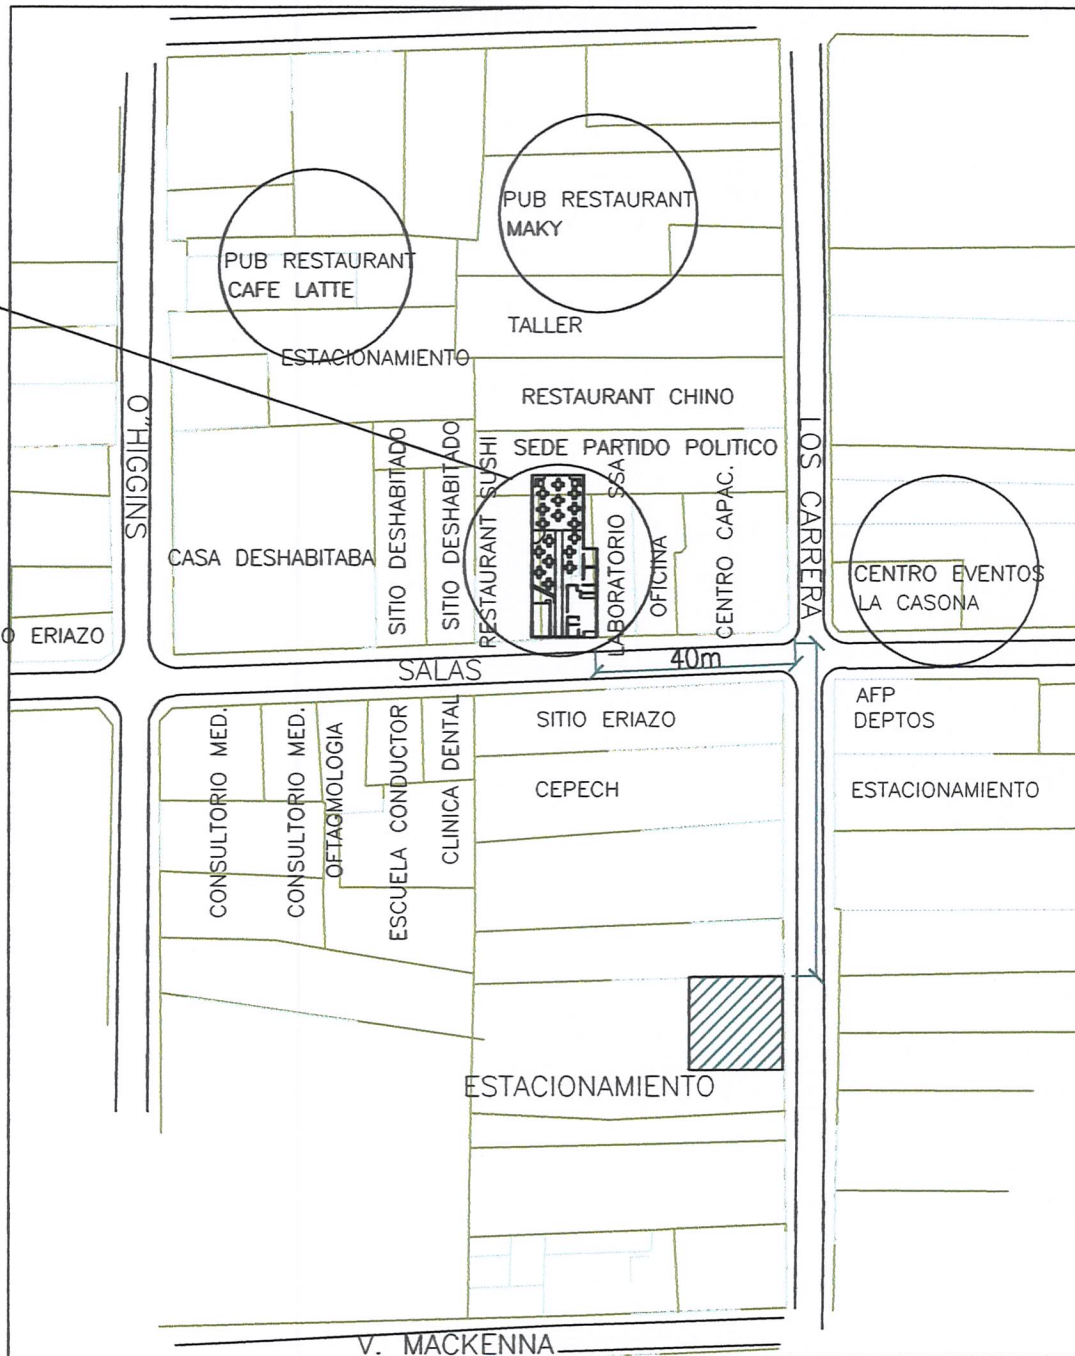 PUB RESTAURANT
MAKY
PUB RESTAURANT
CAFE LATTE
TALLER
ESTACIONAMIENTO
RESTAURANT CHINO
O"HIGGINS
LOS CARRERA
SEDE PARTIDO POLITICO
CASA DESHABITABA
SITIO DESHABITADO
SITIO DESHABITADO
RESTAURANT SUSHI
LABORATORIO SSA
OFICINA
CENTRO CAPAC.
CENTRO EVENTOS
LA CASONA
O ERIAZO
SALAS
40m
CONSULTORIO MED.
CONSULTORIO MED.
OFTAQMOLOGIA
ESCUELA CONDUCTOR
CLINICA DENTAL
SITIO ERIAZO
CEPECH
AFP
DEPTOS
ESTACIONAMIENTO
ESTACIONAMIENTO
V. MACKENNA